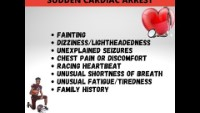 SUDDEN CARDIAC ARREST
• FAINTING
• DIZZINESS/LIGHTHEADEDNESS
• UNEXPLAINED SEIZURES
• CHEST PAIN OR DISCOMFORT
• RACING HEARTBEAT
• UNUSUAL SHORTNESS OF BREATH
• UNUSUAL FATIGUE/TIREDNESS
• FAMILY HISTORY